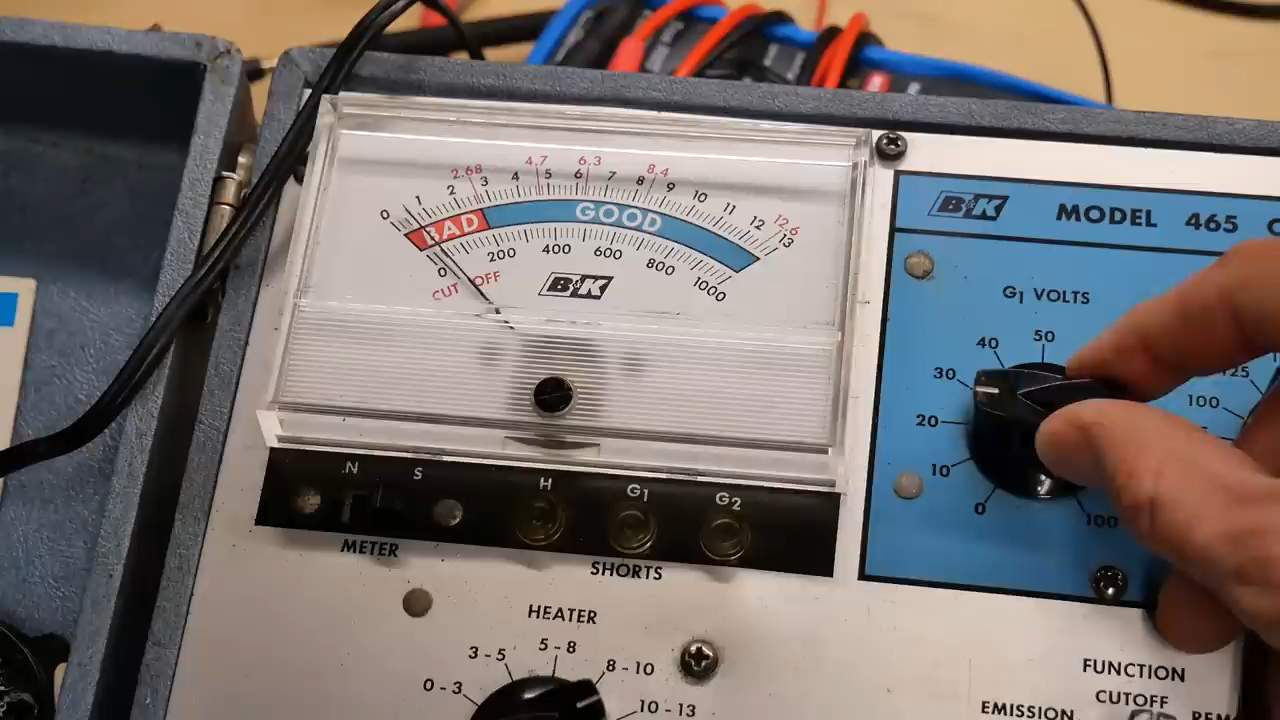 2.68 4.7 6.3 8.4 12.6
0 1 2 3 4 5 6 7 8 9 10 11 12 13
BAD GOOD
0 200 400 600 800 1000
CUT OFF
B&K
B&K MODEL 465 C
G1 VOLTS
0 10 20 30 40 50 100
125
100
N S H G1 G2
METER
SHORTS
HEATER
0-3 3-5 5-8 8-10 10-13
FUNCTION
EMISSION CUTOFF REM